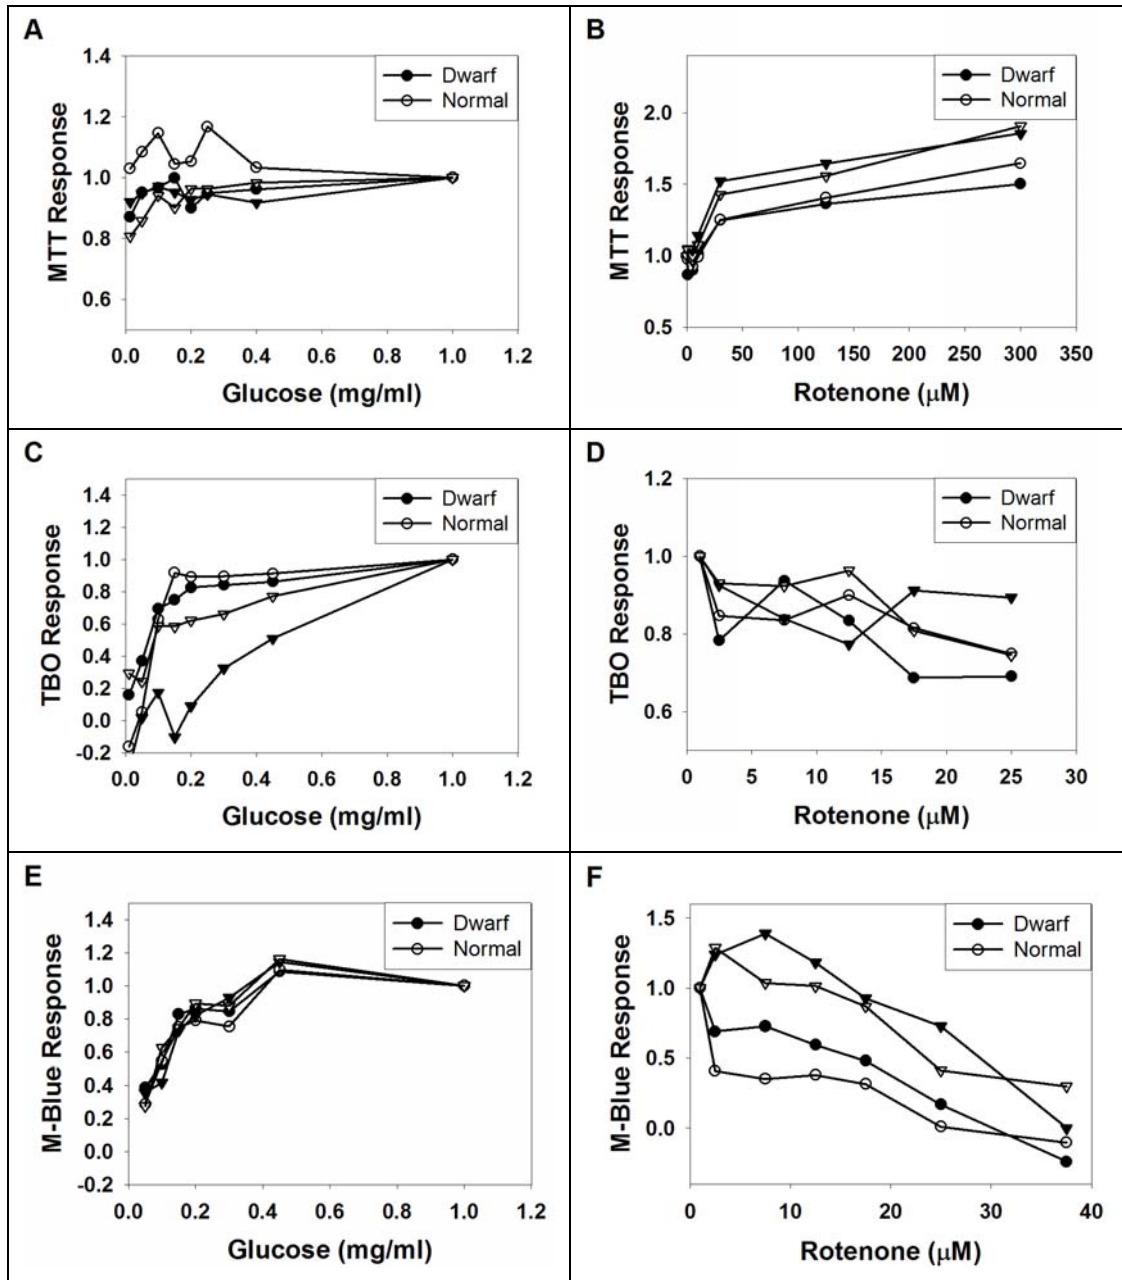 A
MTT Response
1.4
1.2
1.0
0.8
0.6
Dwarf
Normal
0.0 0.2 0.4 0.6 0.8 1.0 1.2
Glucose (mg/ml)
B
MTT Response
2.0
1.5
1.0
0.5
Dwarf
Normal
0 50 100 150 200 250 300 350
Rotenone (μM)
C
TBO Response
1.4
1.2
1.0
0.8
0.6
0.4
0.2
0.0
-0.2
Dwarf
Normal
0.0 0.2 0.4 0.6 0.8 1.0 1.2
Glucose (mg/ml)
D
TBO Response
1.2
1.0
0.8
0.6
Dwarf
Normal
0 5 10 15 20 25 30
Rotenone (μM)
E
M-Blue Response
1.4
1.2
1.0
0.8
0.6
0.4
0.2
0.0
-0.2
Dwarf
Normal
0.0 0.2 0.4 0.6 0.8 1.0 1.2
Glucose (mg/ml)
F
M-Blue Response
1.5
1.0
0.5
0.0
Dwarf
Normal
0 10 20 30 40
Rotenone (μM)